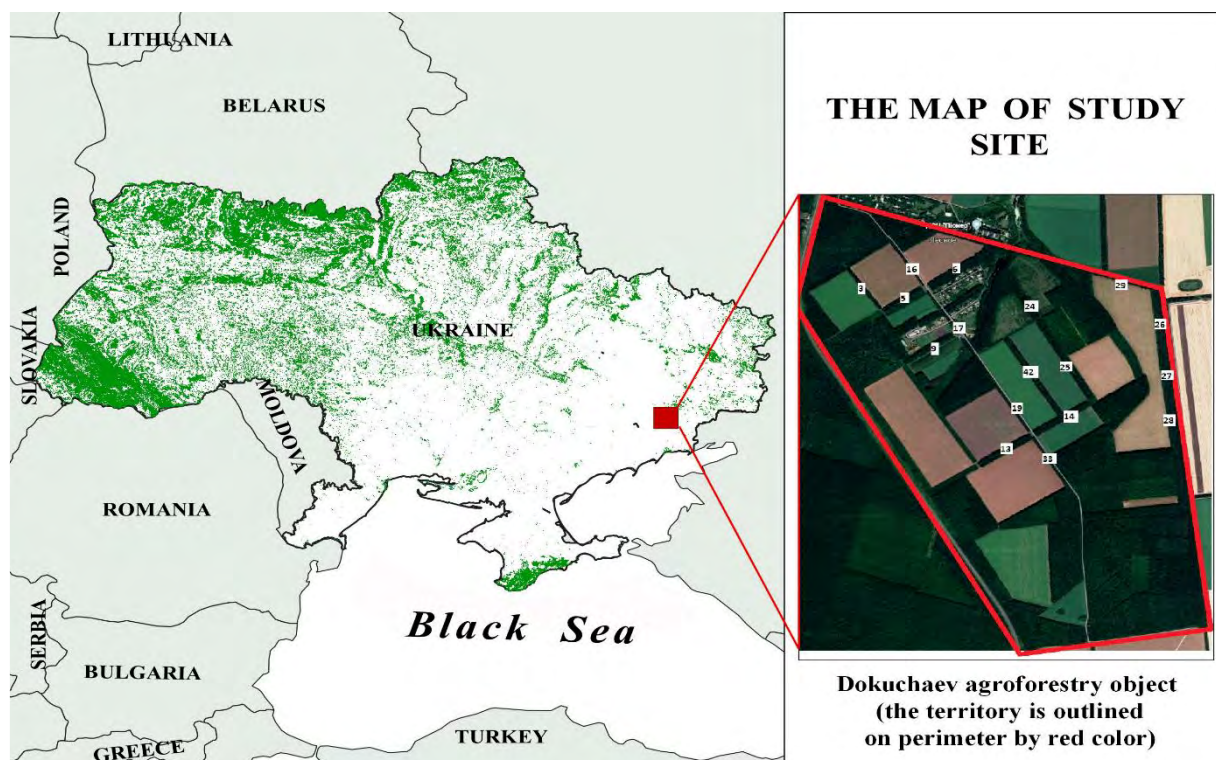 LITHUANIA
BELARUS
POLAND
SLOVAKIA
UKRAINE
MOLDOVA
ROMANIA
SERBIA
BULGARIA
GREECE
TURKEY
Black Sea
THE MAP OF STUDY
SITE
16
6
3
5
29
24
17
26
9
42
25
27
19
14
28
13
33
Dokuchaev agroforestry object
(the territory is outlined
on perimeter by red color)